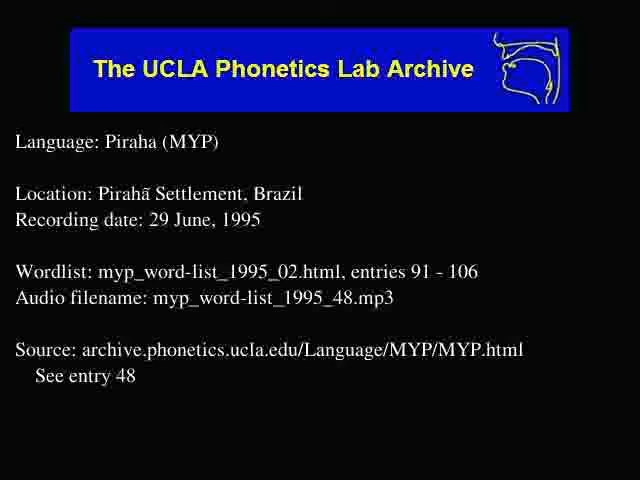 The UCLA Phonetics Lab Archive
Language: Piraha (MYP)
Location: Pirahã Settlement, Brazil
Recording date: 29 June, 1995
Wordlist: myp_word-list_1995_02.html, entries 91 - 106
Audio filename: myp_word-list_1995_48.mp3
Source: archive.phonetics.ucla.edu/Language/MYP/MYP.html
See entry 48